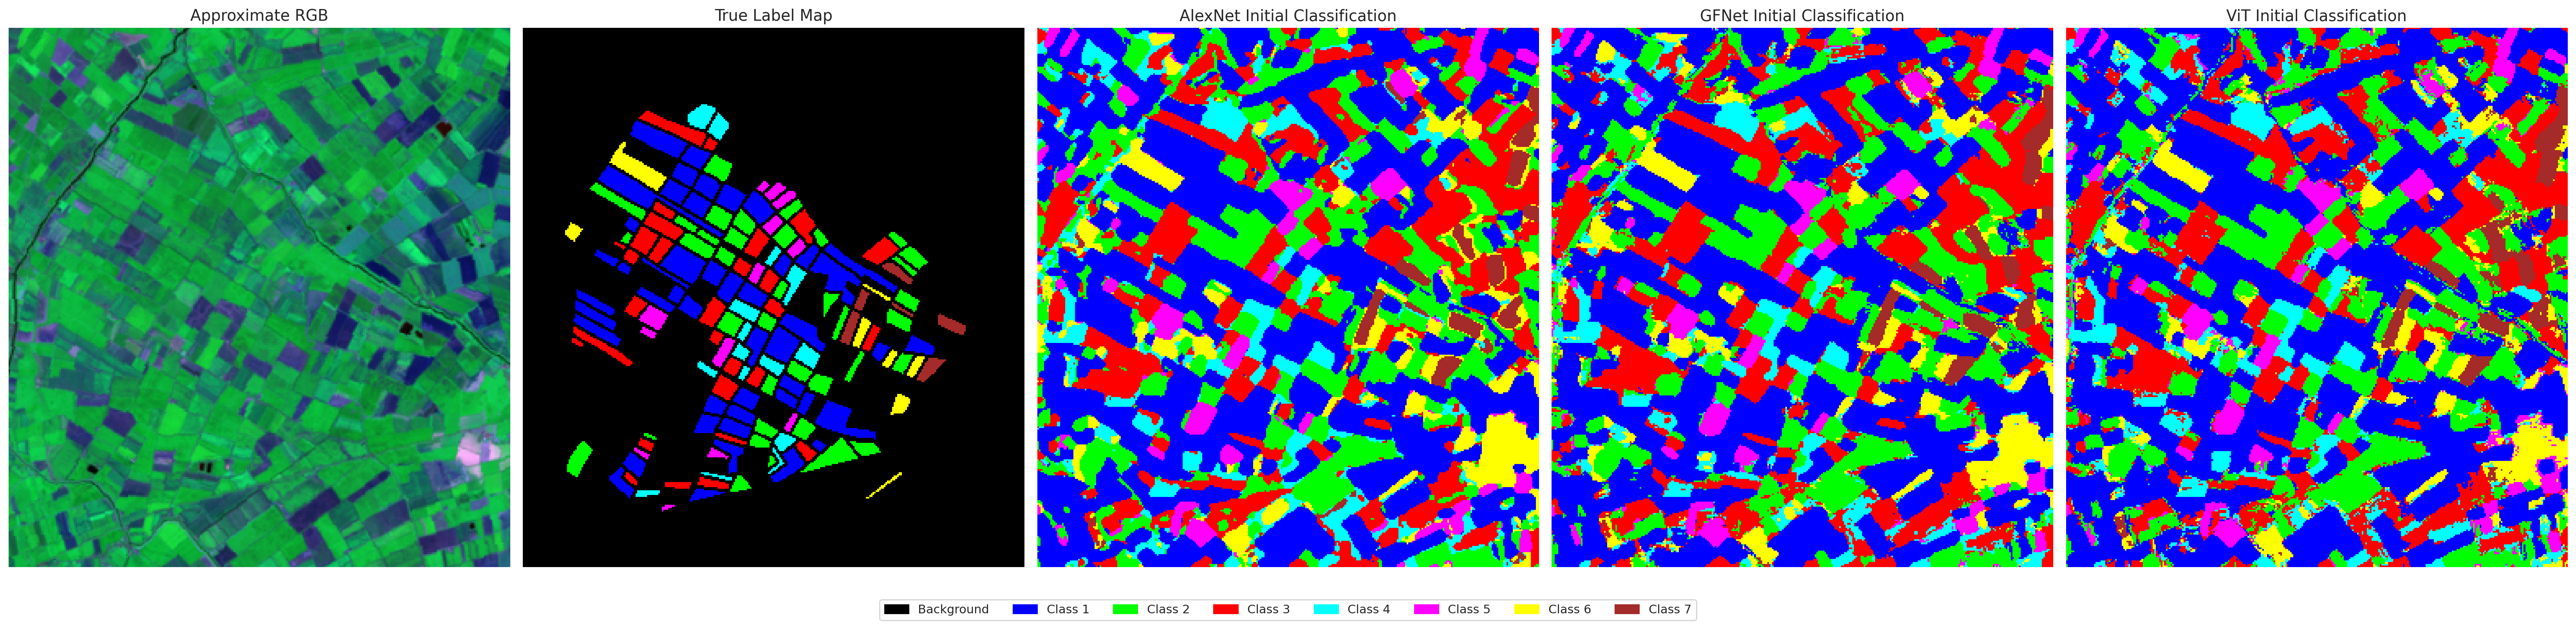 Approximate RGB
True Label Map
AlexNet Initial Classification
GFNet Initial Classification
ViT Initial Classification
Background Class 1 Class 2 Class 3 Class 4 Class 5 Class 6 Class 7